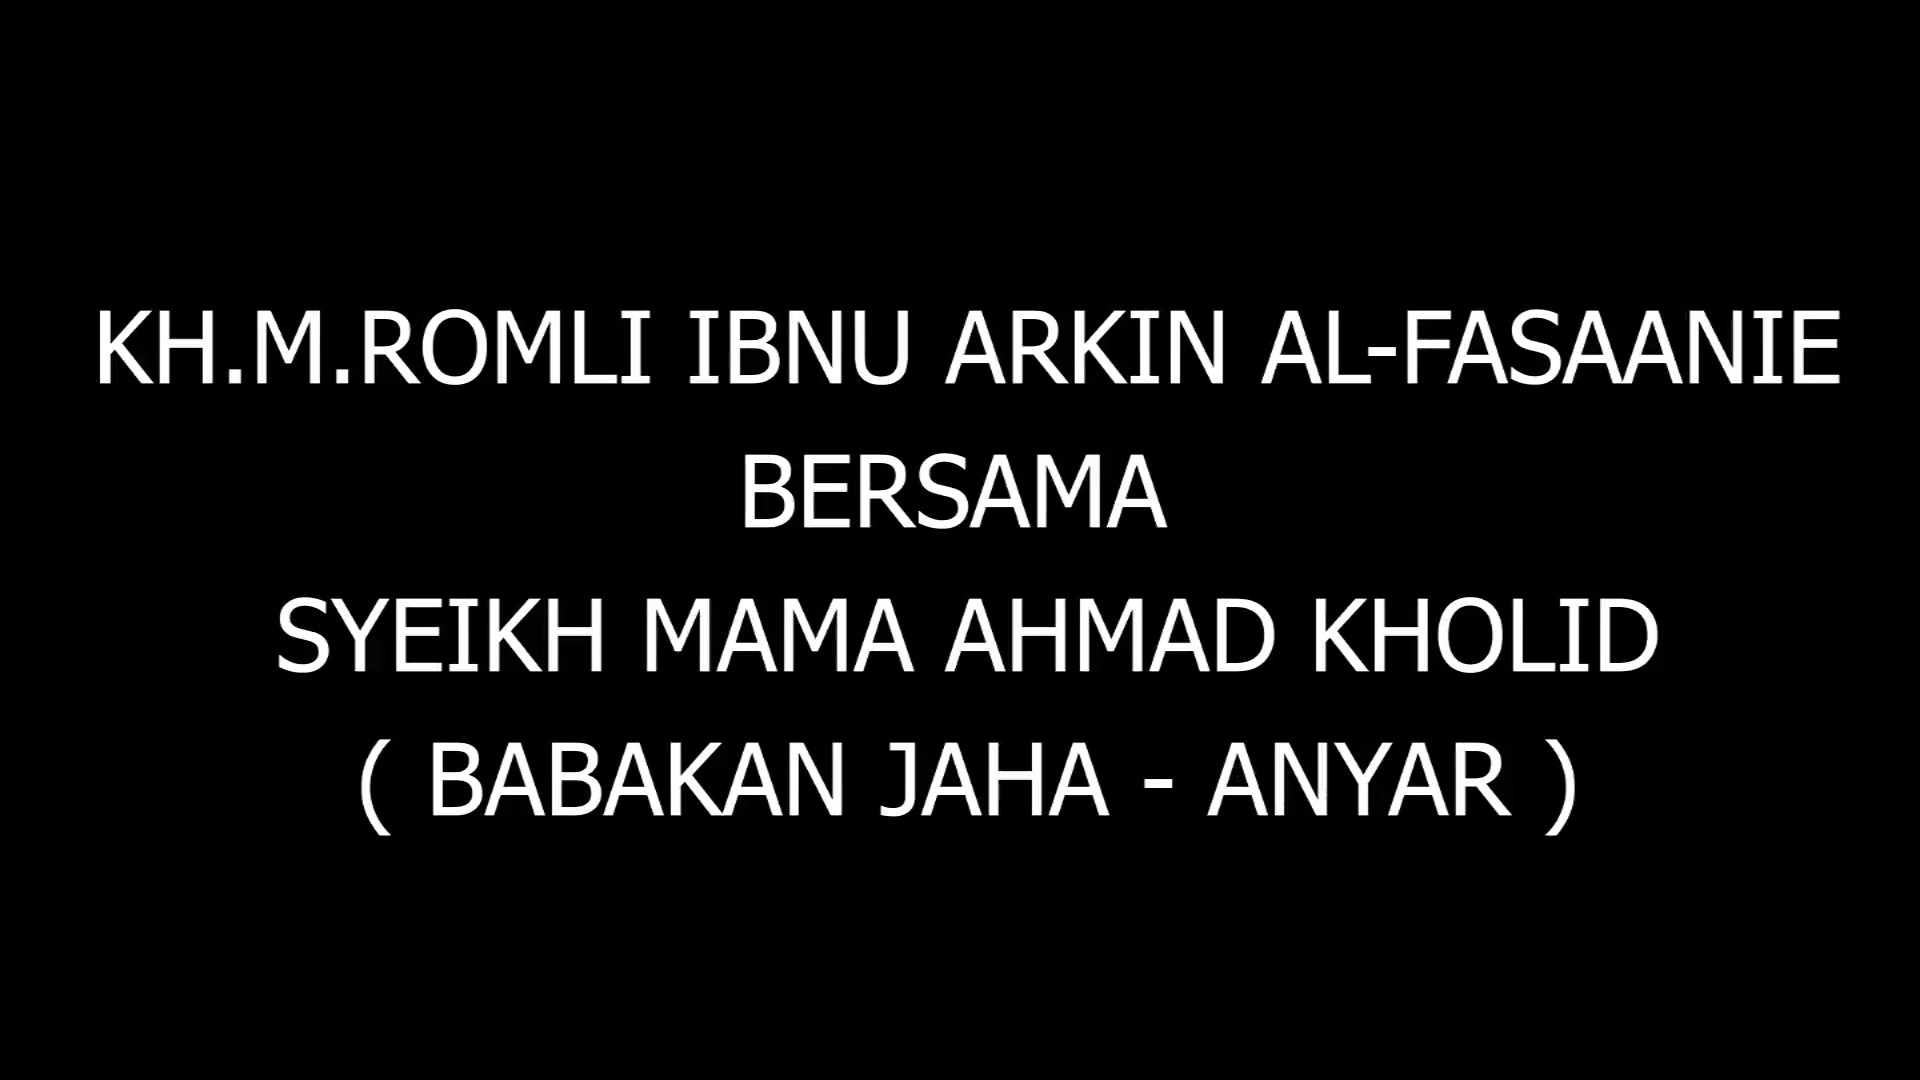 KH.M.ROMLI IBNU ARKIN AL-FASAANIE
BERSAMA
SYEIKH MAMA AHMAD KHOLID
( BABAKAN JAHA - ANYAR )